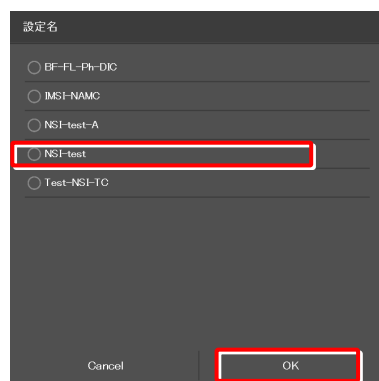 設定名
BF-FL-Ph-DIC
IMSI-NAMC
NSI-test-A
NSI-test
Test-NSI-TC
Cancel
OK